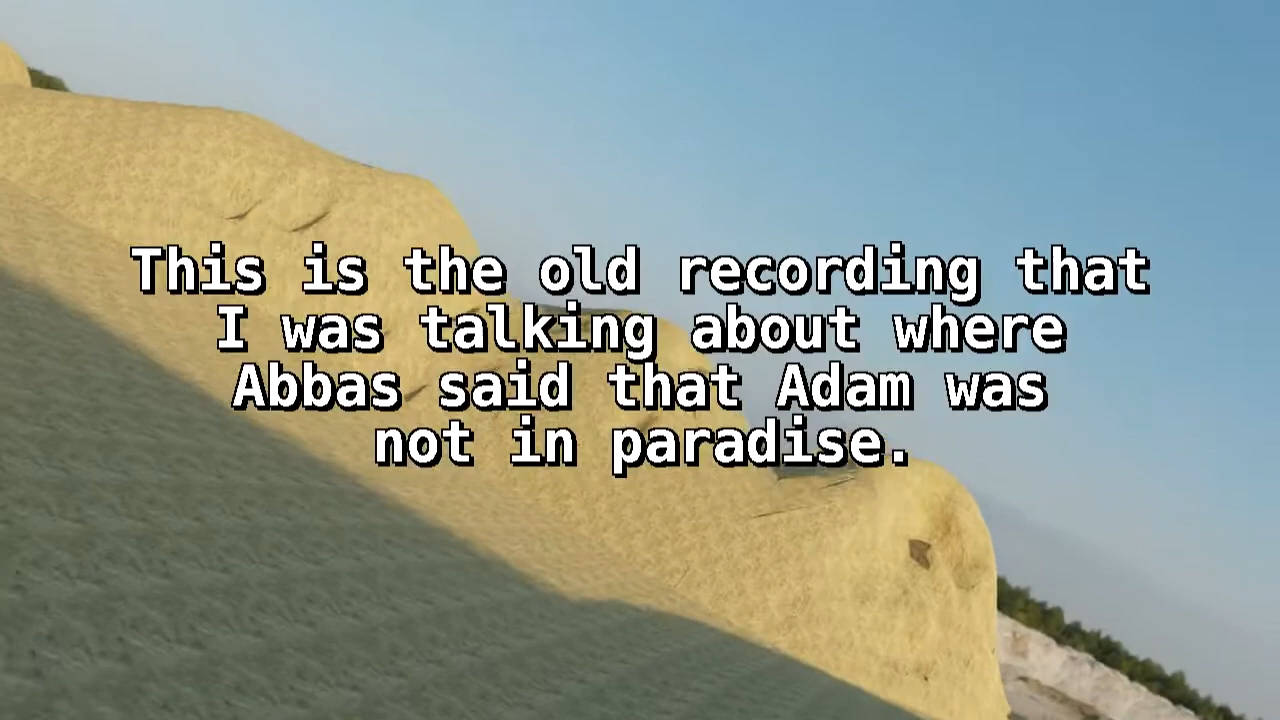 This is the old recording that
I was talking about where
Abbas said that Adam was
not in paradise.